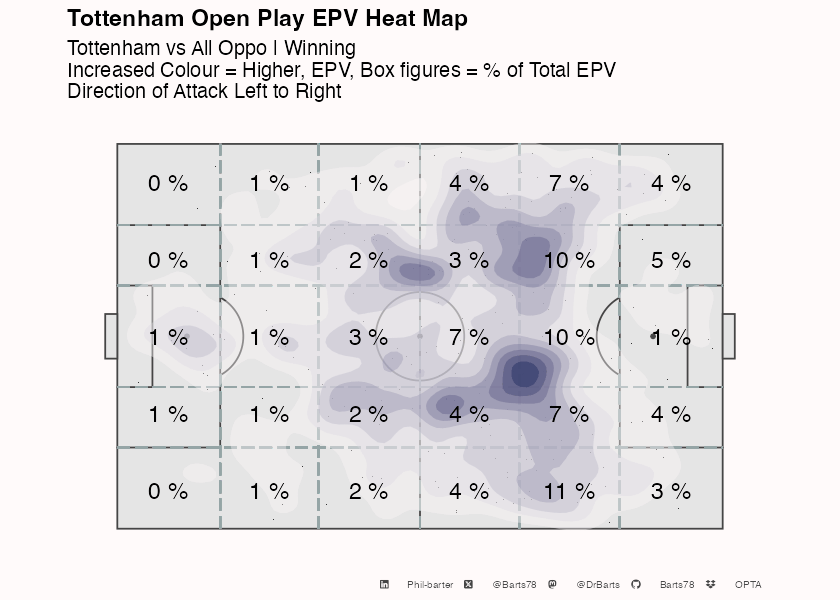 Tottenham Open Play EPV Heat Map
Tottenham vs All Oppo | Winning
Increased Colour = Higher, EPV, Box figures = % of Total EPV
Direction of Attack Left to Right
0 % 1 % 1 % 4 % 7 % 4 %
0 % 1 % 2 % 3 % 10 % 5 %
1 % 1 % 3 % 7 % 10 % 1 %
1 % 1 % 2 % 4 % 7 % 4 %
0 % 1 % 2 % 4 % 11 % 3 %
Phil-barter @Barts78 @DrBarts Barts78 OPTA